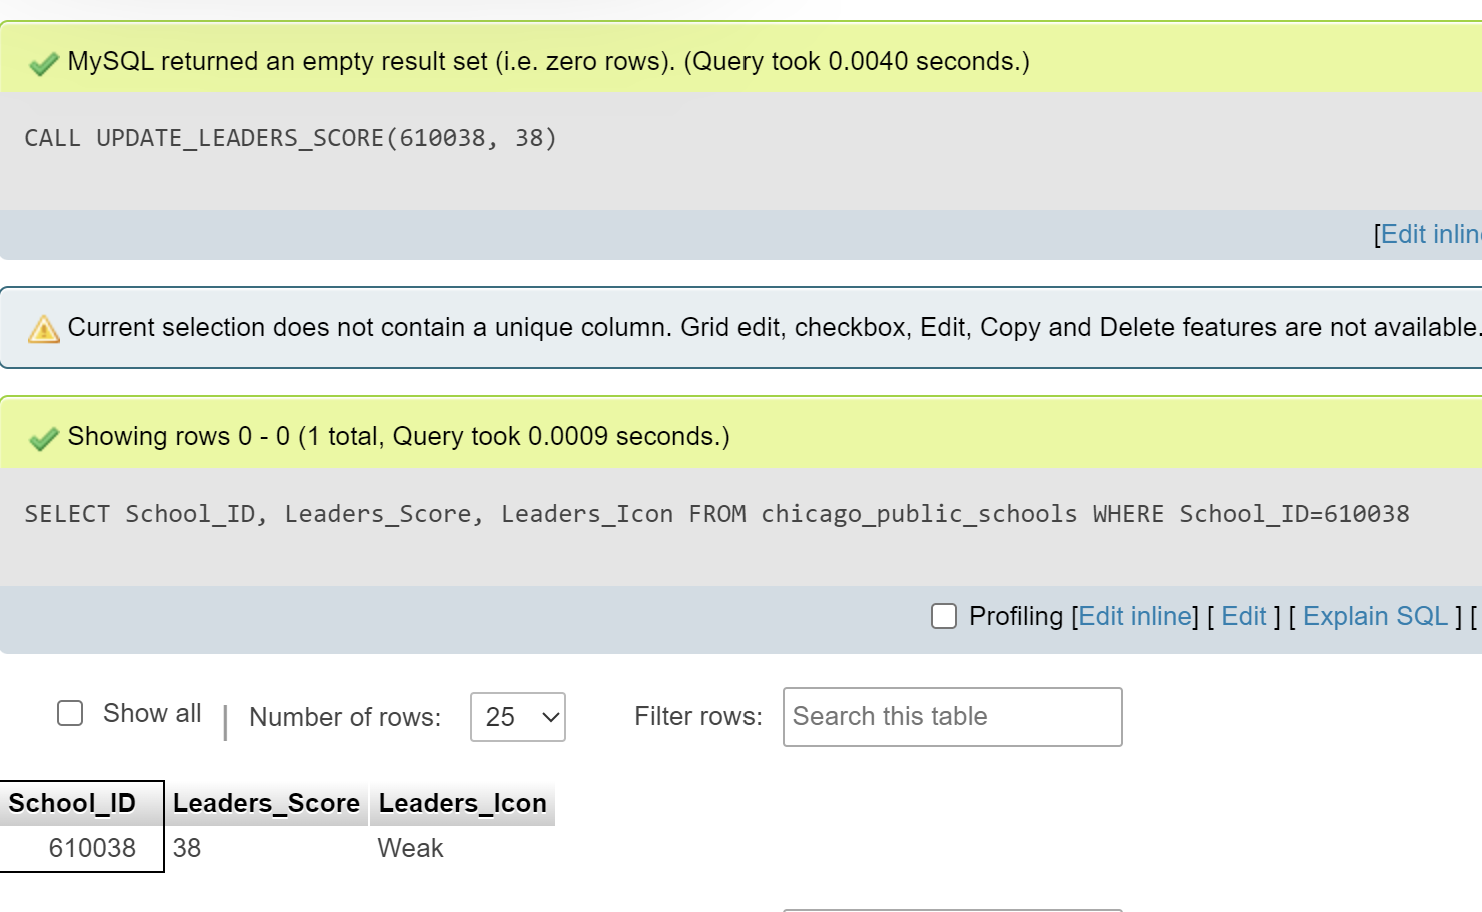 MySQL returned an empty result set (i.e. zero rows). (Query took 0.0040 seconds.)
CALL UPDATE_LEADERS_SCORE(610038, 38)
[Edit inlin
Current selection does not contain a unique column. Grid edit, checkbox, Edit, Copy and Delete features are not available.
Showing rows 0 - 0 (1 total, Query took 0.0009 seconds.)
SELECT School_ID, Leaders_Score, Leaders_Icon FROM chicago_public_schools WHERE School_ID=610038
Profiling [Edit inline] [ Edit ] [ Explain SQL ] [
Show all | Number of rows: 25 Filter rows: Search this table
School_ID Leaders_Score Leaders_Icon
610038 38 Weak